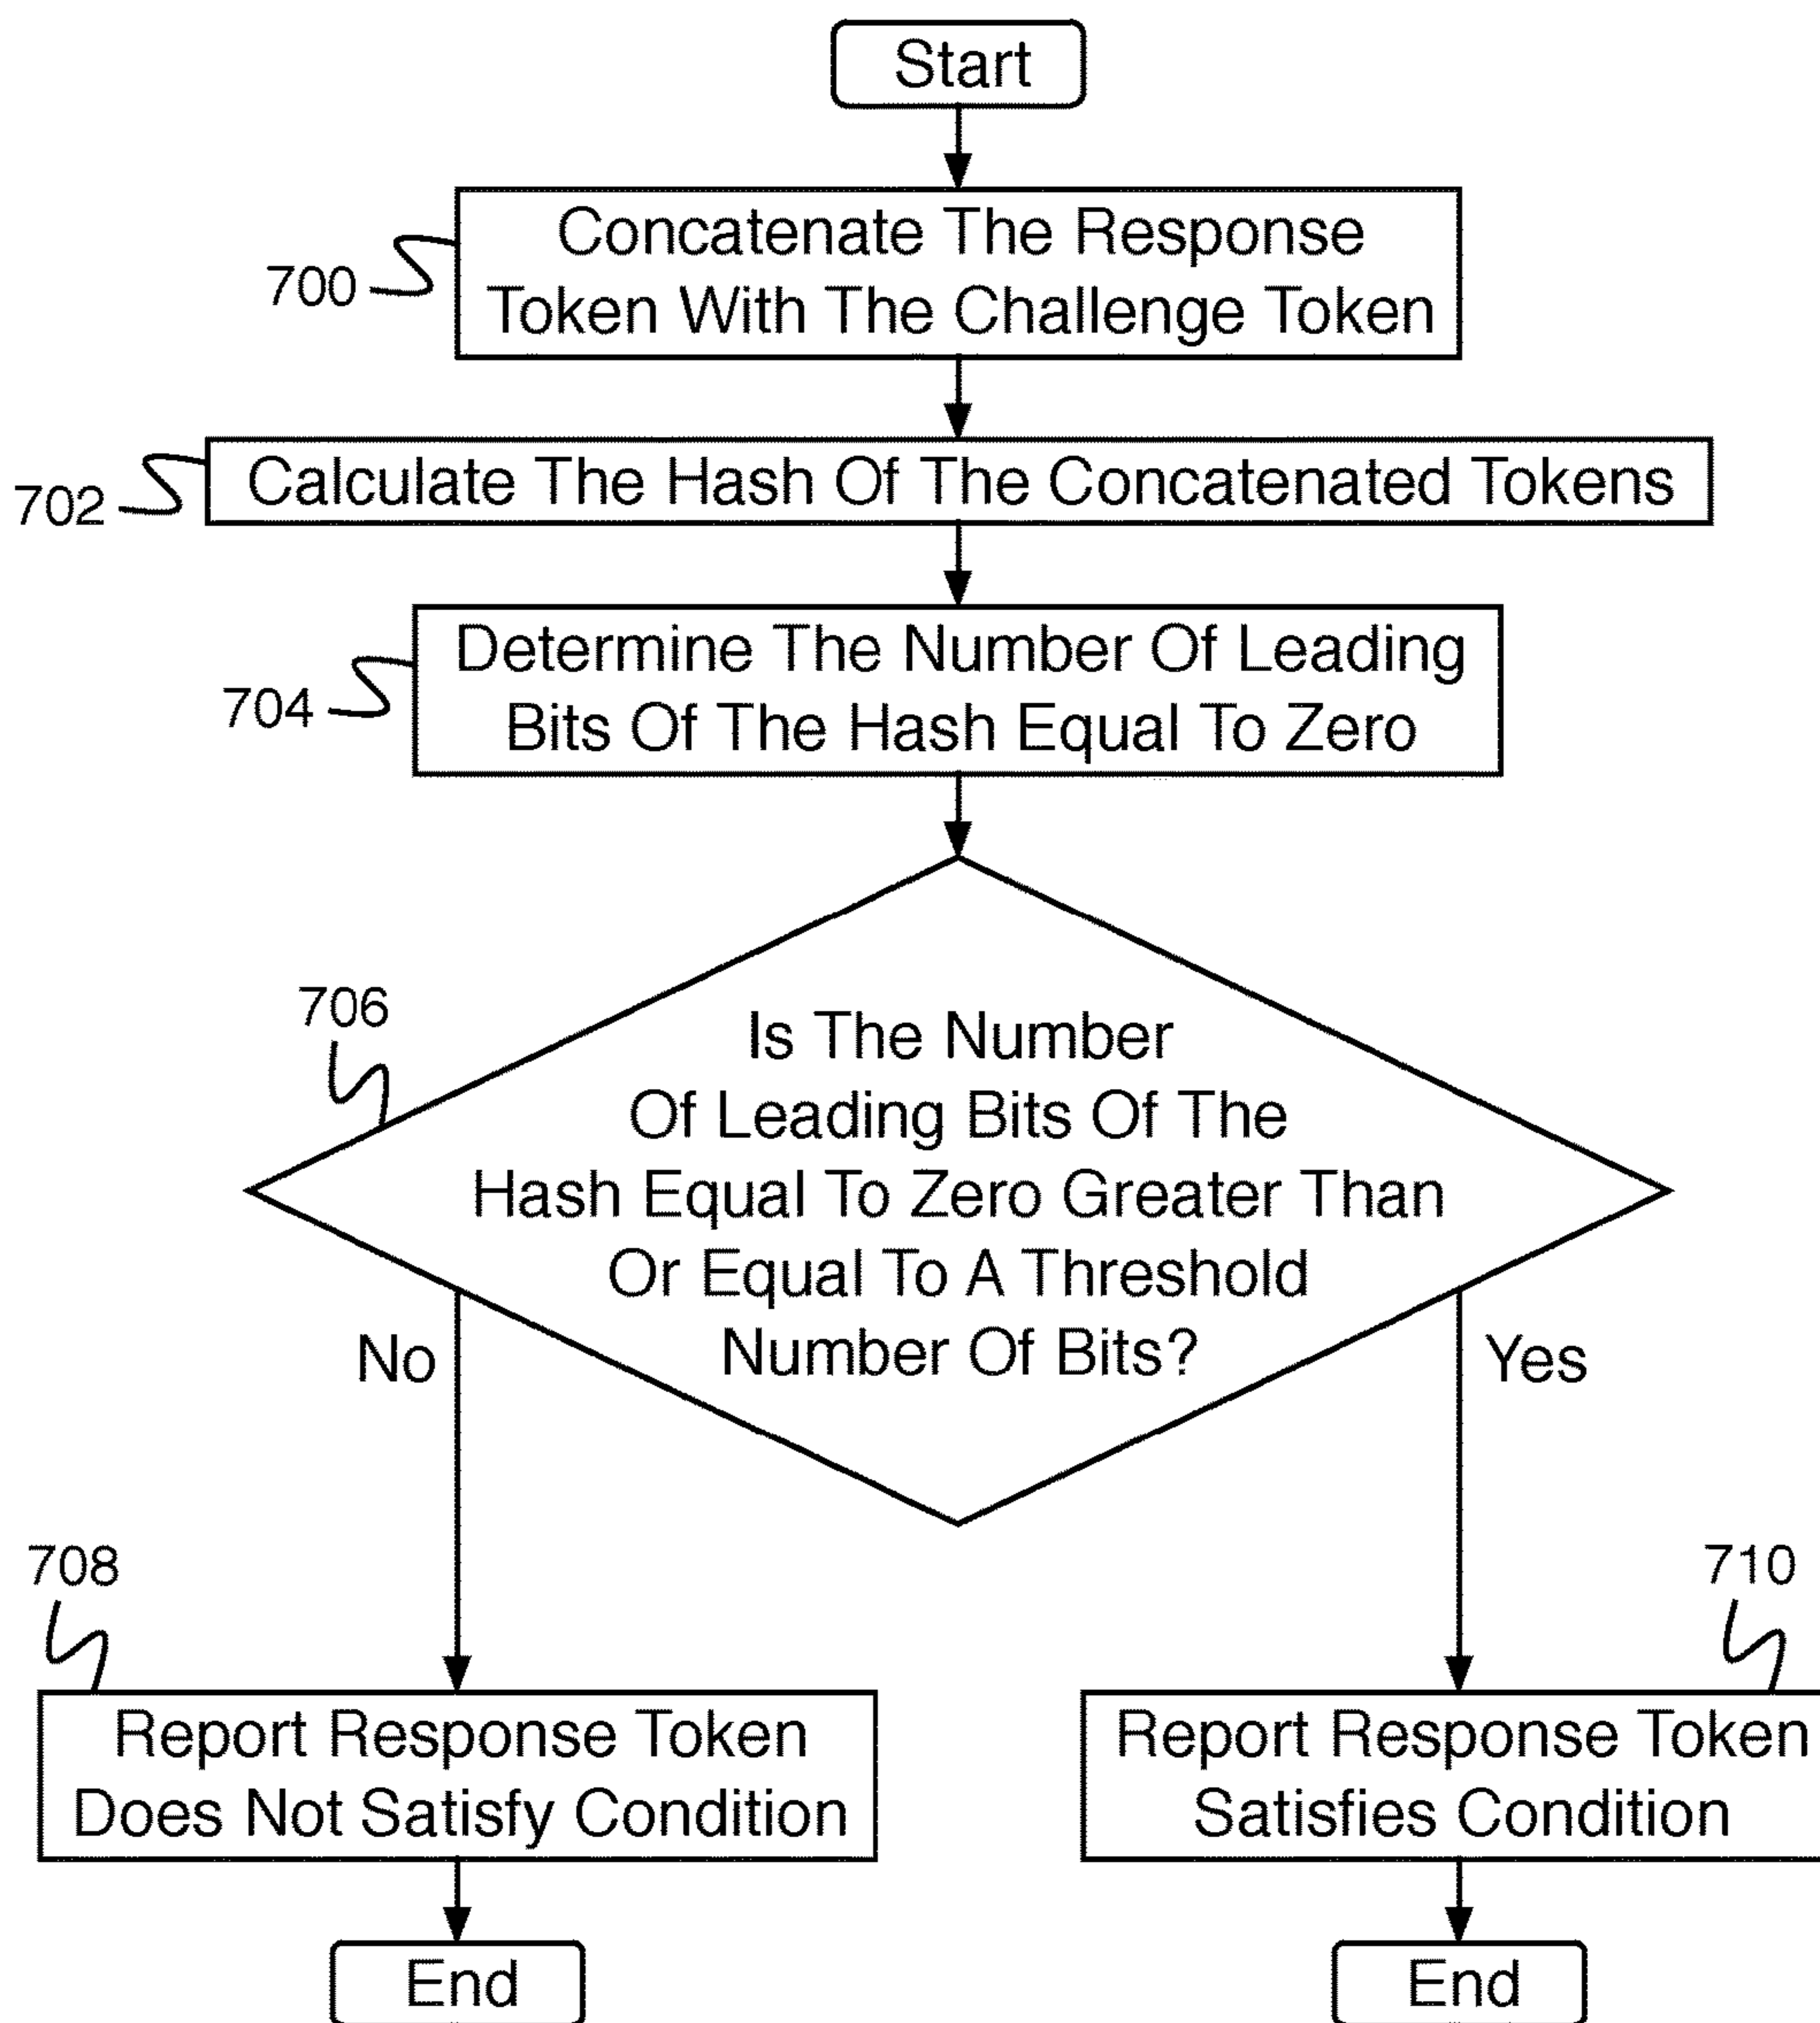 Start
700
Concatenate The Response
Token With The Challenge Token
702
Calculate The Hash Of The Concatenated Tokens
704
Determine The Number Of Leading
Bits Of The Hash Equal To Zero
706
Is The Number
Of Leading Bits Of The
Hash Equal To Zero Greater Than
Or Equal To A Threshold
Number Of Bits?
No
Yes
708
710
Report Response Token
Does Not Satisfy Condition
Report Response Token
Satisfies Condition
End
End